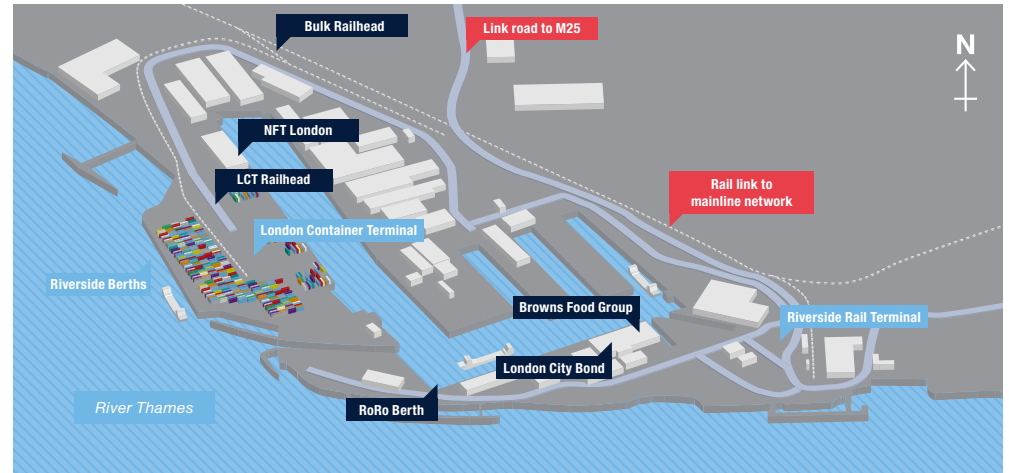 Bulk Railhead
Link road to M25
N
NFT London
LCT Railhead
Rail link to
mainline network
London Container Terminal
Riverside Berths
Browns Food Group
Riverside Rail Terminal
London City Bond
RoRo Berth
River Thames